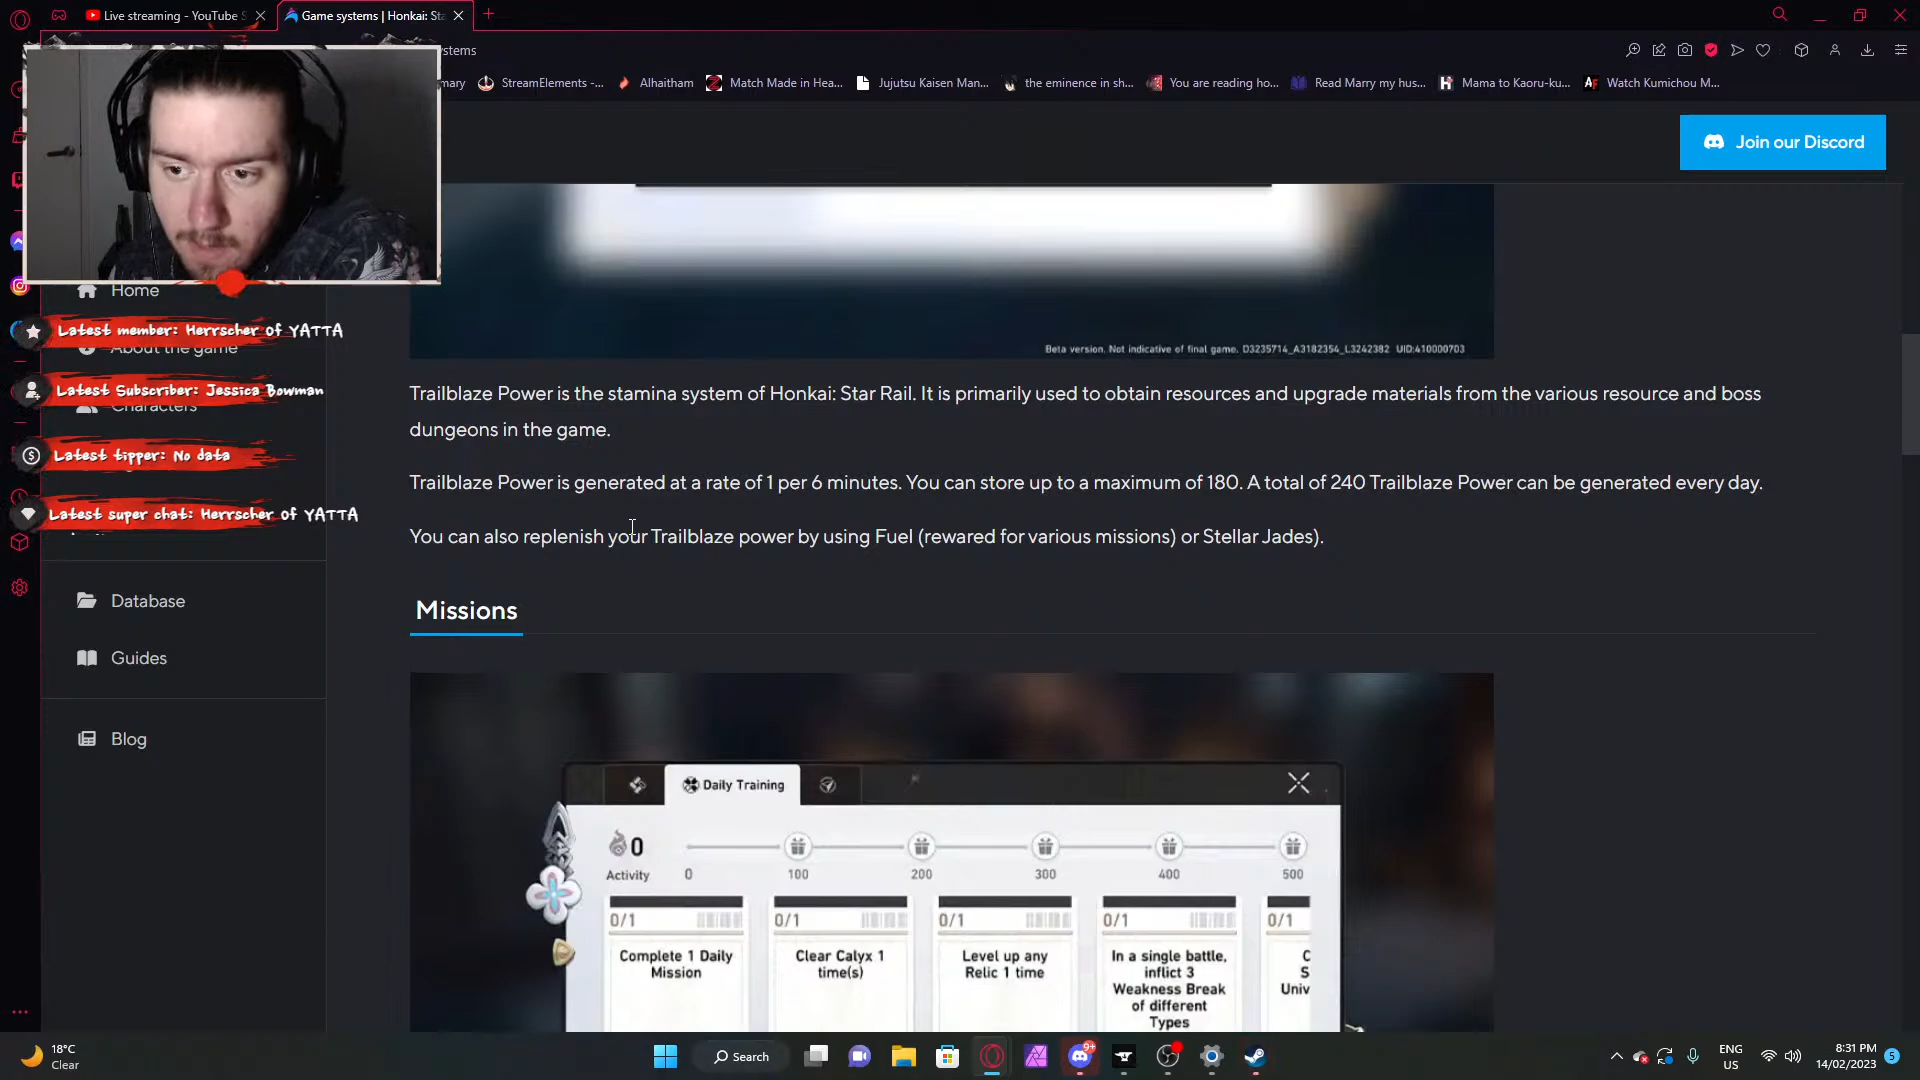 Live streaming - YouTube S
Game systems | Honkai: Sta
stems
mary
StreamElements -...
Alhaitham
Match Made in Hea...
Jujutsu Kaisen Man...
the eminence in sh...
You are reading ho...
Read Marry my hus...
Mama to Kaoru-ku...
Watch Kumichou M...
Join our Discord
Beta version. Not indicative of final game. D3235714_A3182354_L3242382 UID:410000703
Home
Latest member: Herrscher of YATTA
About the game
Latest Subscriber: Jessica Bowman
Characters
Latest tipper: No data
Latest super chat: Herrscher of YATTA
Database
Guides
Blog
Trailblaze Power is the stamina system of Honkai: Star Rail. It is primarily used to obtain resources and upgrade materials from the various resource and boss
dungeons in the game.
Trailblaze Power is generated at a rate of 1 per 6 minutes. You can store up to a maximum of 180. A total of 240 Trailblaze Power can be generated every day.
You can also replenish your Trailblaze power by using Fuel (rewarded for various missions) or Stellar Jades).
Missions
Daily Training
0
Activity 0 100 200 300 400 500
0/1 0/1 0/1 0/1 0/1
Complete 1 Daily
Mission
Clear Calyx 1
time(s)
Level up any
Relic 1 time
In a single battle,
inflict 3
Weakness Break
of different
Types
C
S
Univ
18°C
Clear
Search
9+
ENG
US
8:31 PM
14/02/2023
5